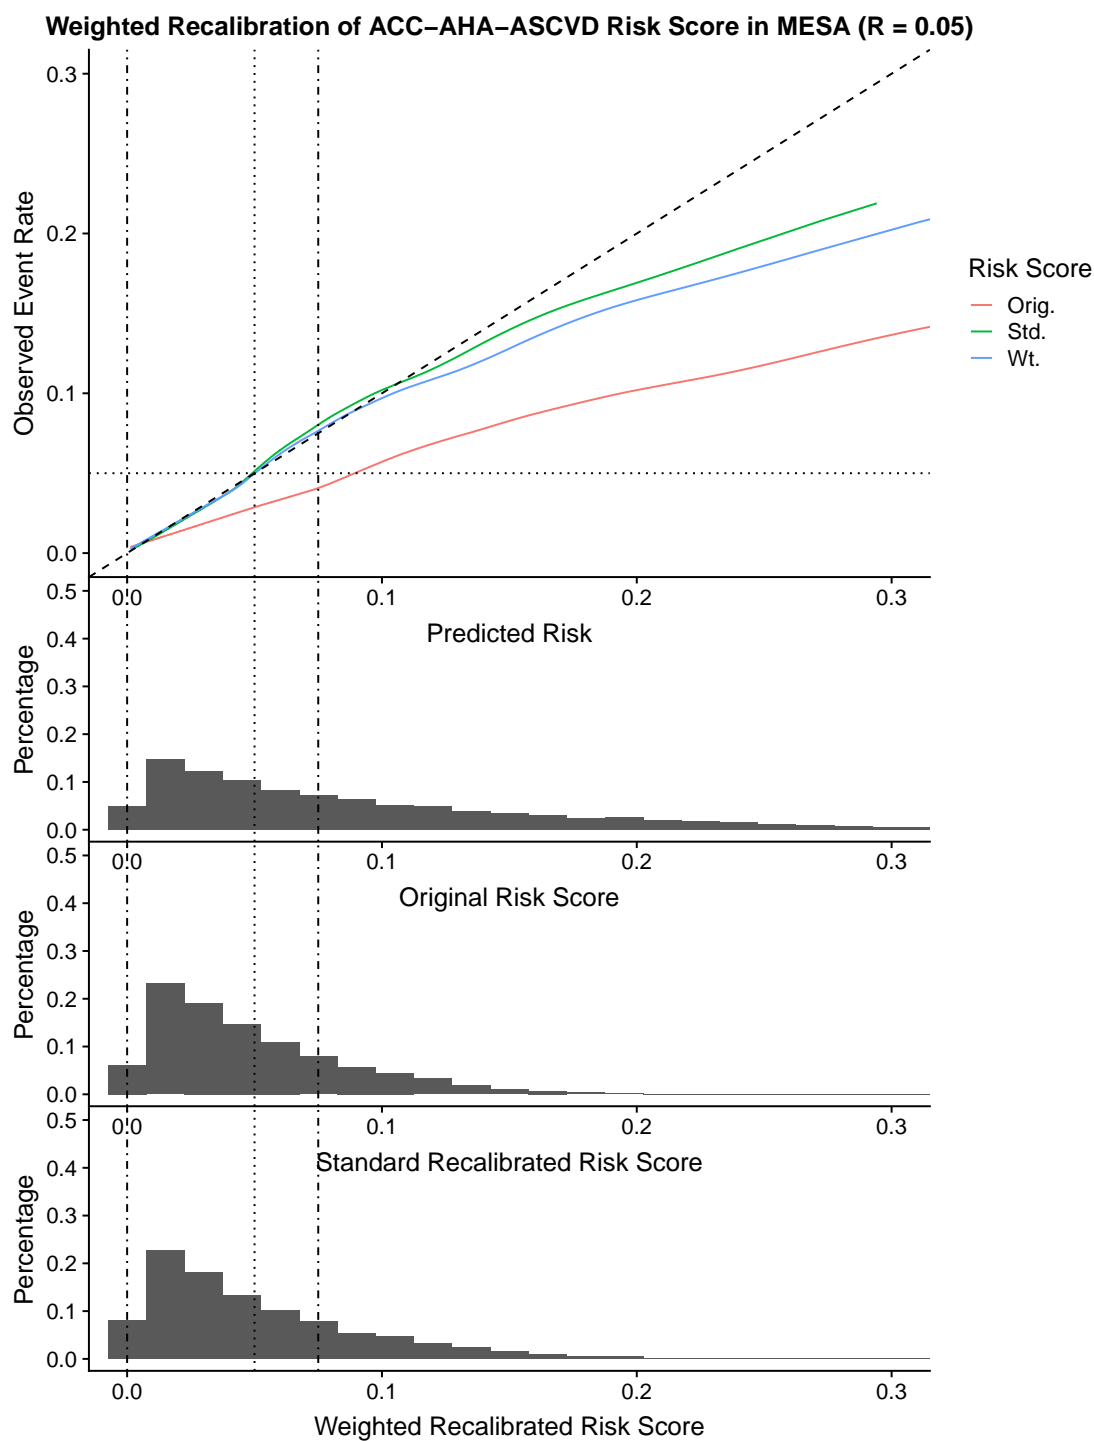 Weighted Recalibration of ACC−AHA−ASCVD Risk Score in MESA (R = 0.05)
0.3
0.2
0.1
0.0
Observed Event Rate
Risk Score
Orig.
Std.
Wt.
0.0 0.1 0.2 0.3
Predicted Risk
0.5
0.4
0.3
0.2
0.1
0.0
Percentage
0.0 0.1 0.2 0.3
Original Risk Score
0.5
0.4
0.3
0.2
0.1
0.0
Percentage
0.0 0.1 0.2 0.3
Standard Recalibrated Risk Score
0.5
0.4
0.3
0.2
0.1
0.0
Percentage
0.0 0.1 0.2 0.3
Weighted Recalibrated Risk Score